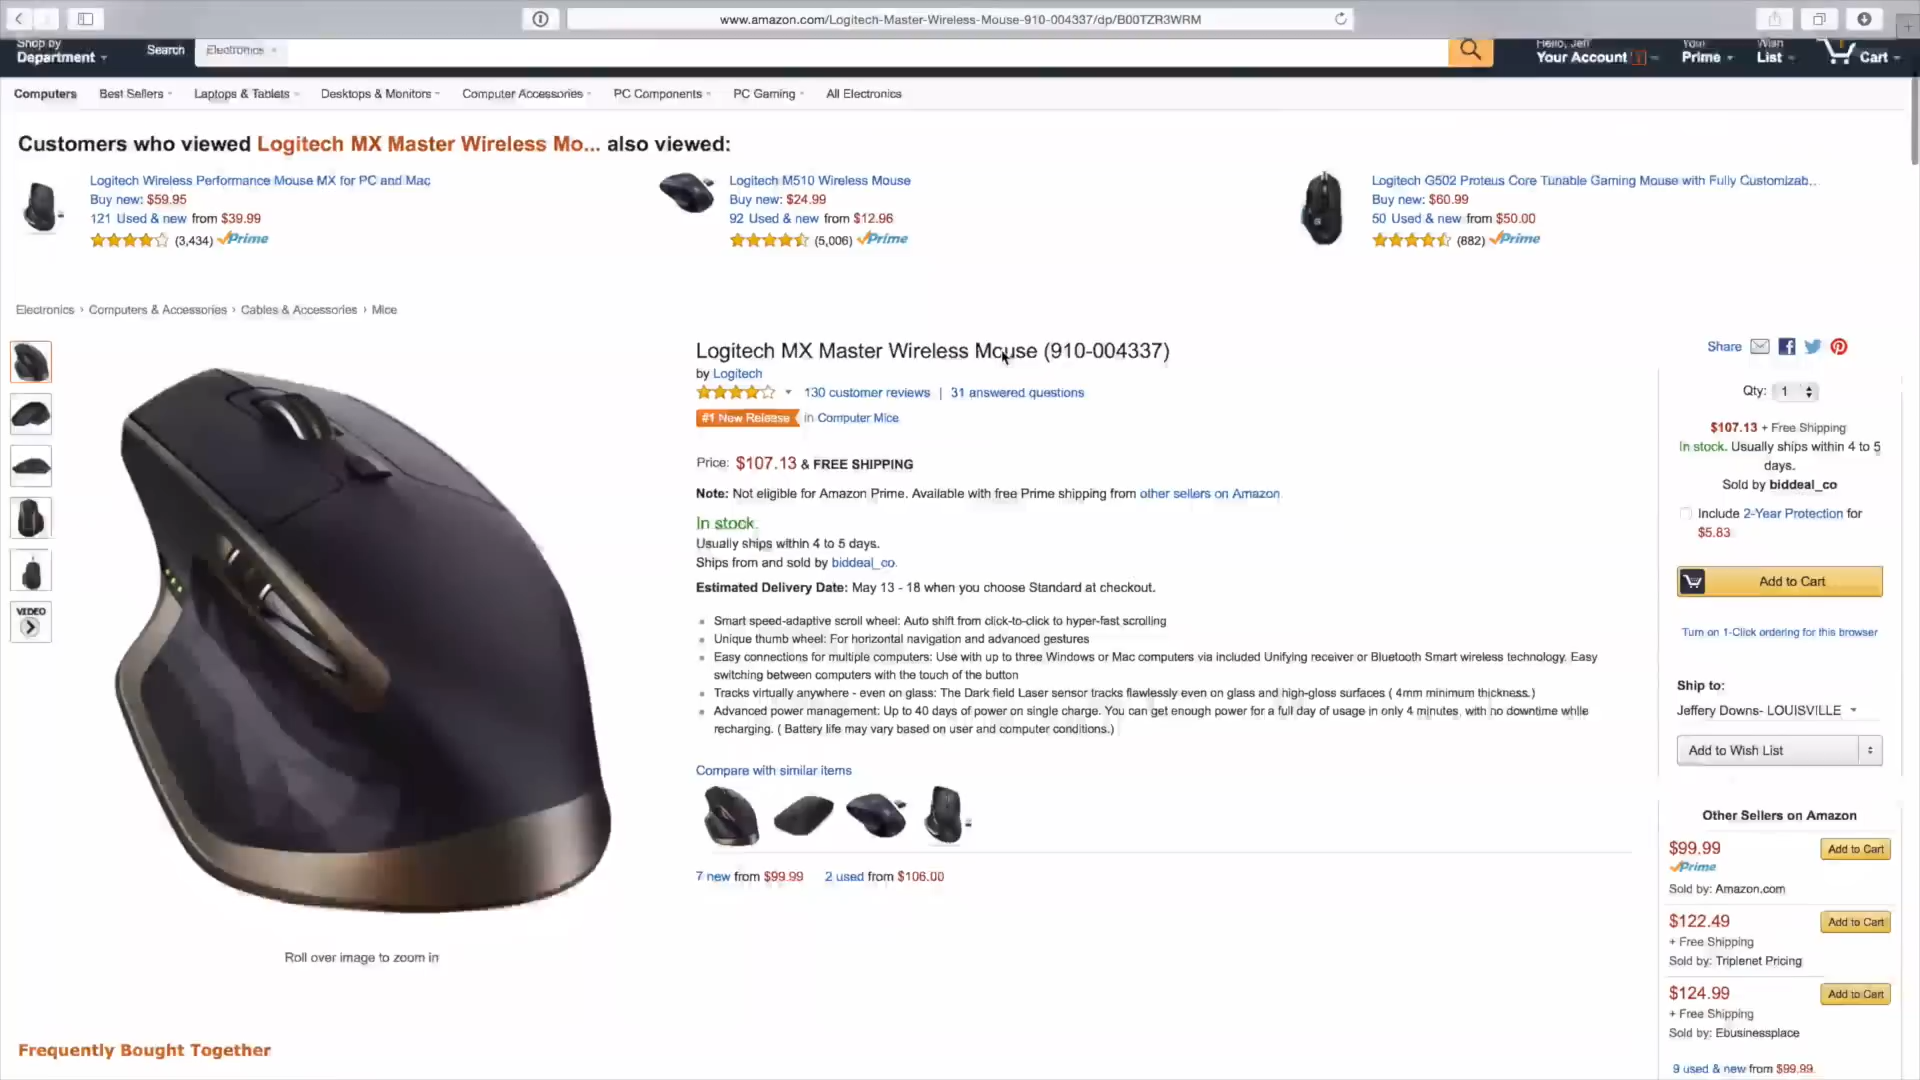 www.amazon.com/Logitech-Master-Wireless-Mouse-910-004337/dp/B00TZR3WRM
Shop by
Department
Search
Electronics
Hello, Jeff
Your Account
Your
Prime
Wish
List
Cart
Computers
Best Sellers
Laptops & Tablets
Desktops & Monitors
Computer Accessories
PC Components
PC Gaming
All Electronics
Customers who viewed Logitech MX Master Wireless Mo... also viewed:
Logitech Wireless Performance Mouse MX for PC and Mac
Buy new: $59.95
121 Used & new from $39.99
(3,434) Prime
Logitech M510 Wireless Mouse
Buy new: $24.99
92 Used & new from $12.96
(5,006) Prime
Logitech G502 Proteus Core Tunable Gaming Mouse with Fully Customizab...
Buy new: $60.99
50 Used & new from $50.00
(882) Prime
Electronics › Computers & Accessories › Cables & Accessories › Mice
VIDEO
Roll over image to zoom in
Logitech MX Master Wireless Mouse (910-004337)
by Logitech
130 customer reviews | 31 answered questions
#1 New Release in Computer Mice
Price: $107.13 & FREE SHIPPING
Note: Not eligible for Amazon Prime. Available with free Prime shipping from other sellers on Amazon.
In stock.
Usually ships within 4 to 5 days.
Ships from and sold by biddeal_co.
Estimated Delivery Date: May 13 - 18 when you choose Standard at checkout.
Smart speed-adaptive scroll wheel: Auto shift from click-to-click to hyper-fast scrolling
Unique thumb wheel: For horizontal navigation and advanced gestures
Easy connections for multiple computers: Use with up to three Windows or Mac computers via included Unifying receiver or Bluetooth Smart wireless technology. Easy
switching between computers with the touch of the button
Tracks virtually anywhere - even on glass: The Dark field Laser sensor tracks flawlessly even on glass and high-gloss surfaces ( 4mm minimum thickness.)
Advanced power management: Up to 40 days of power on single charge. You can get enough power for a full day of usage in only 4 minutes, with no downtime while
recharging. ( Battery life may vary based on user and computer conditions.)
Compare with similar items
7 new from $99.99 2 used from $106.00
Share
Qty: 1
$107.13 + Free Shipping
In stock. Usually ships within 4 to 5
days.
Sold by biddeal_co
Include 2-Year Protection for
$5.83
Add to Cart
Turn on 1-Click ordering for this browser
Ship to:
Jeffery Downs- LOUISVILLE
Add to Wish List
Other Sellers on Amazon
$99.99
Add to Cart
Prime
Sold by: Amazon.com
$122.49
Add to Cart
+ Free Shipping
Sold by: Triplenet Pricing
$124.99
Add to Cart
+ Free Shipping
Sold by: Ebusinessplace
9 used & new from $99.99
Frequently Bought Together